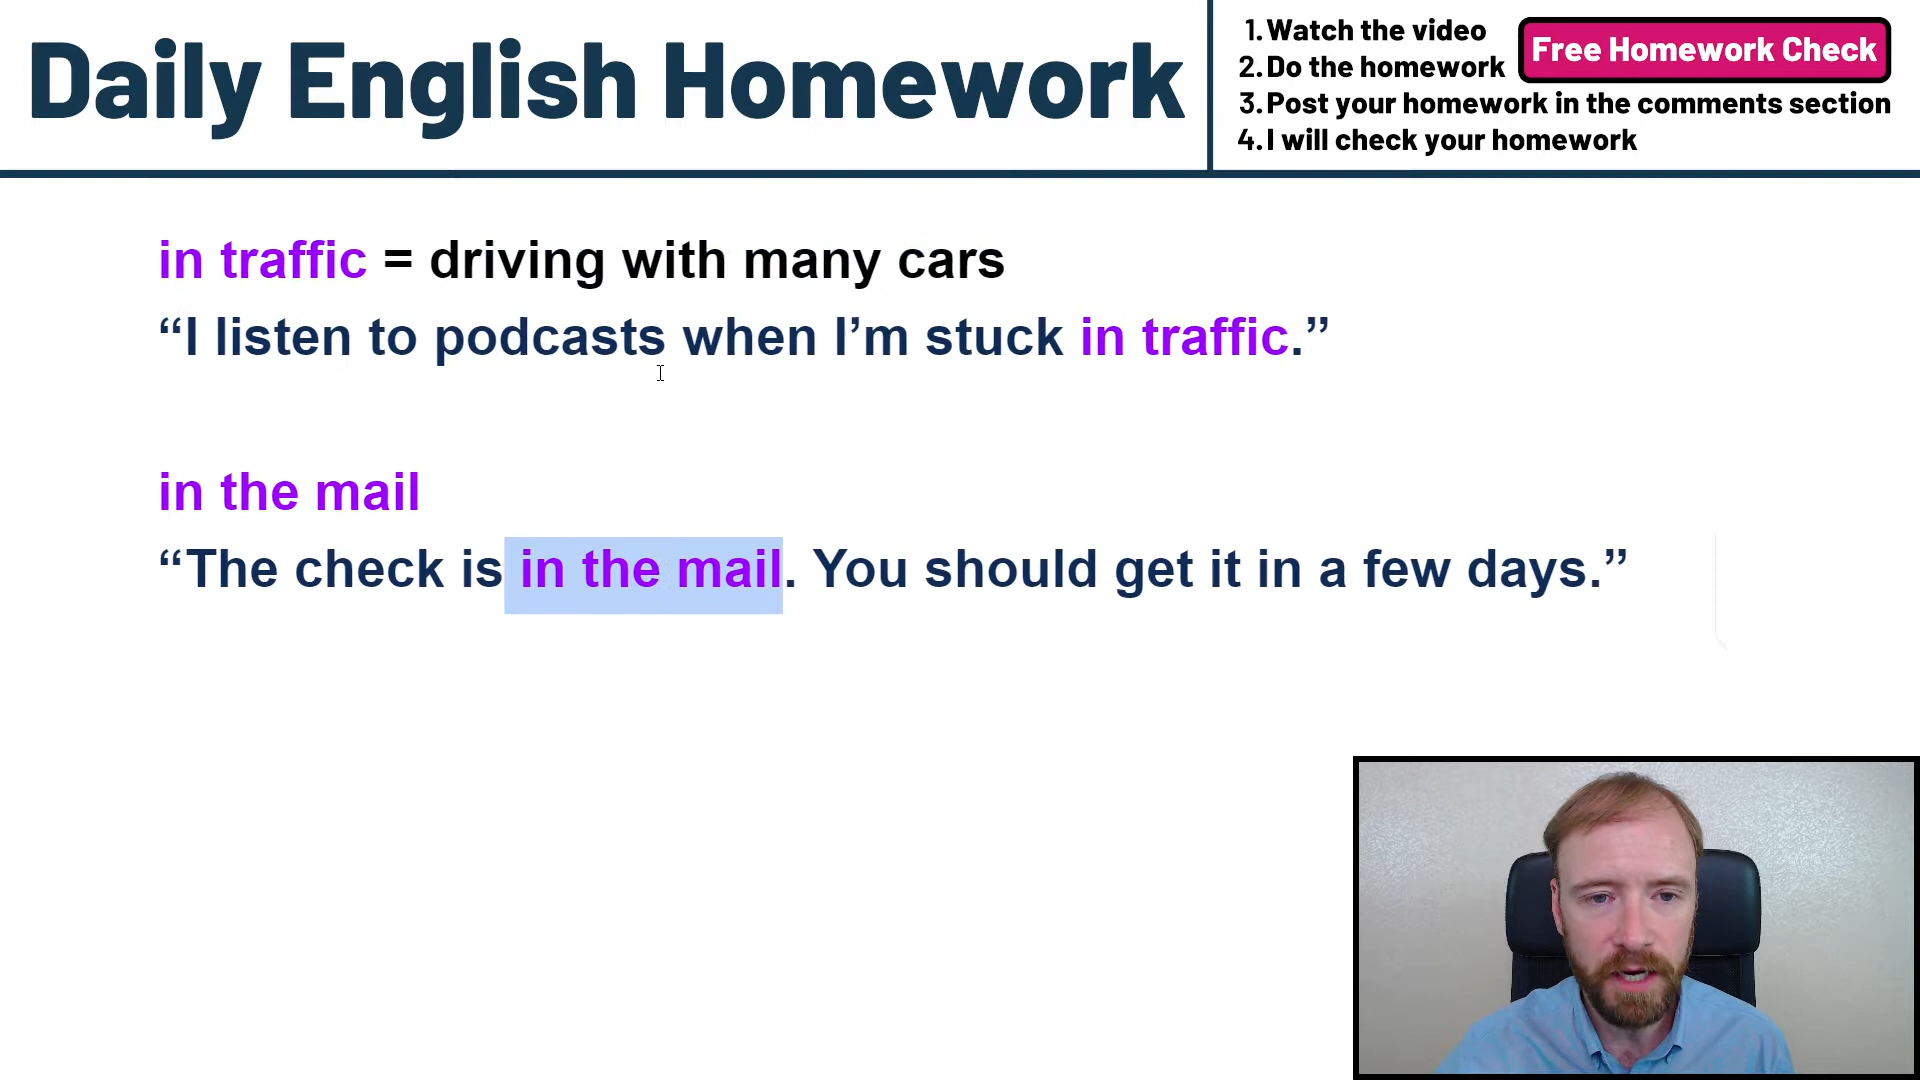 Daily English Homework
1. Watch the video
2. Do the homework
Free Homework Check
3. Post your homework in the comments section
4. I will check your homework
in traffic = driving with many cars
“I listen to podcasts when I’m stuck in traffic.”
in the mail
“The check is in the mail. You should get it in a few days.”